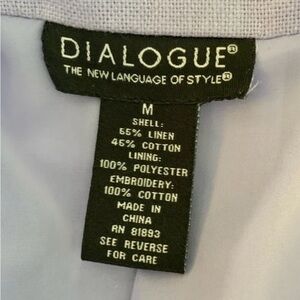 DIALOGUE®
THE NEW LANGUAGE OF STYLE®
M
SHELL:
55% LINEN
45% COTTON
LINING:
100% POLYESTER
EMBROIDERY:
100% COTTON
MADE IN
CHINA
RN 81893
SEE REVERSE
FOR CARE